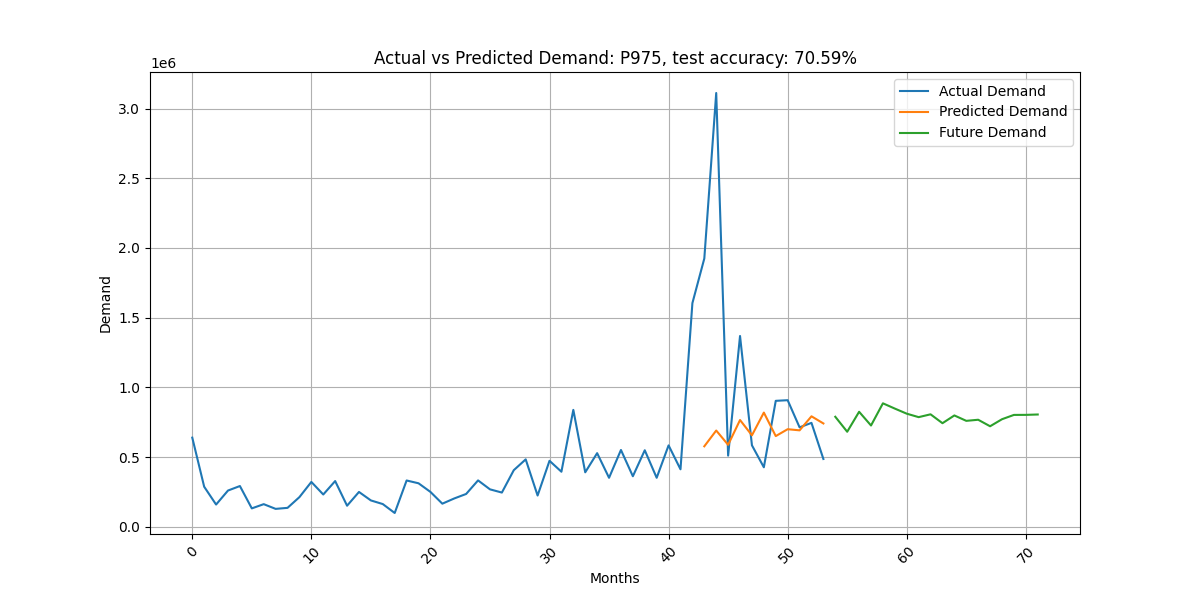 Actual vs Predicted Demand: P975, test accuracy: 70.59%
1e6
Actual Demand
Predicted Demand
Future Demand
3.0
2.5
2.0
1.5
1.0
0.5
0.0
Demand
0 10 20 30 40 50 60 70
Months